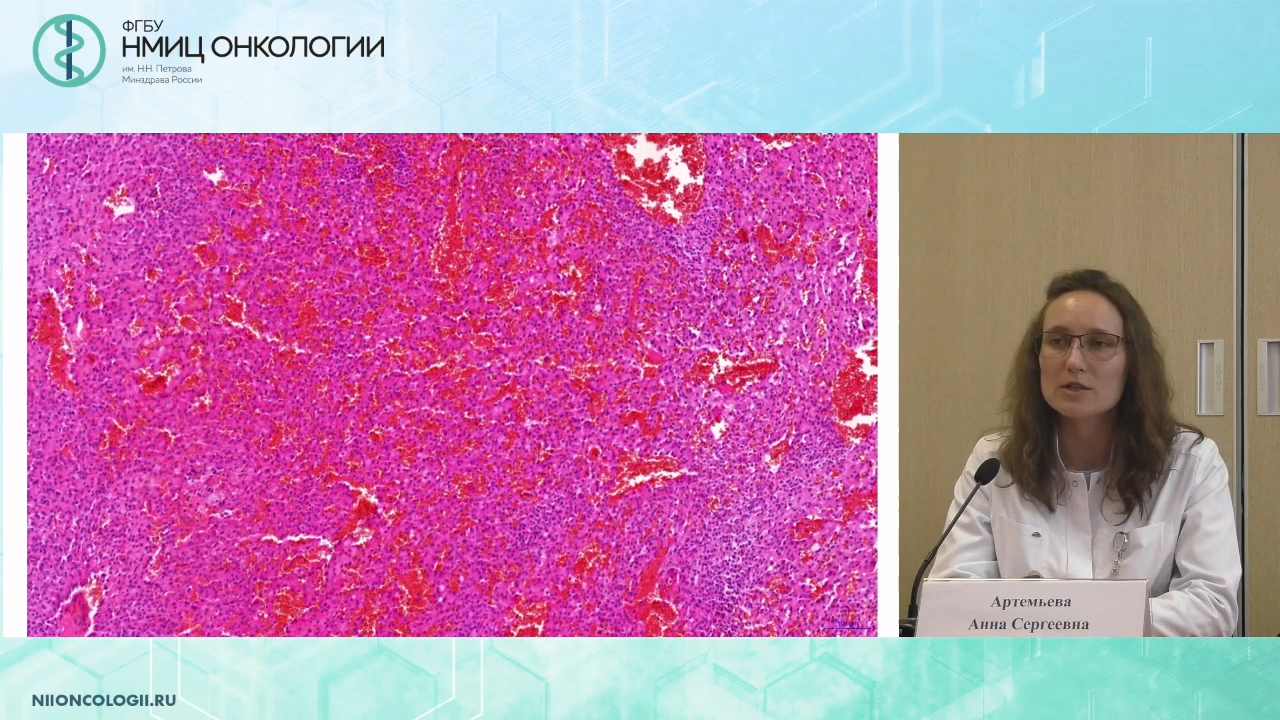 ФГБУ
НМИЦ ОНКОЛОГИИ
им. Н.Н. Петрова
Минздрава России
Артемьева
Анна Сергеевна
NIIONCOLOGII.RU